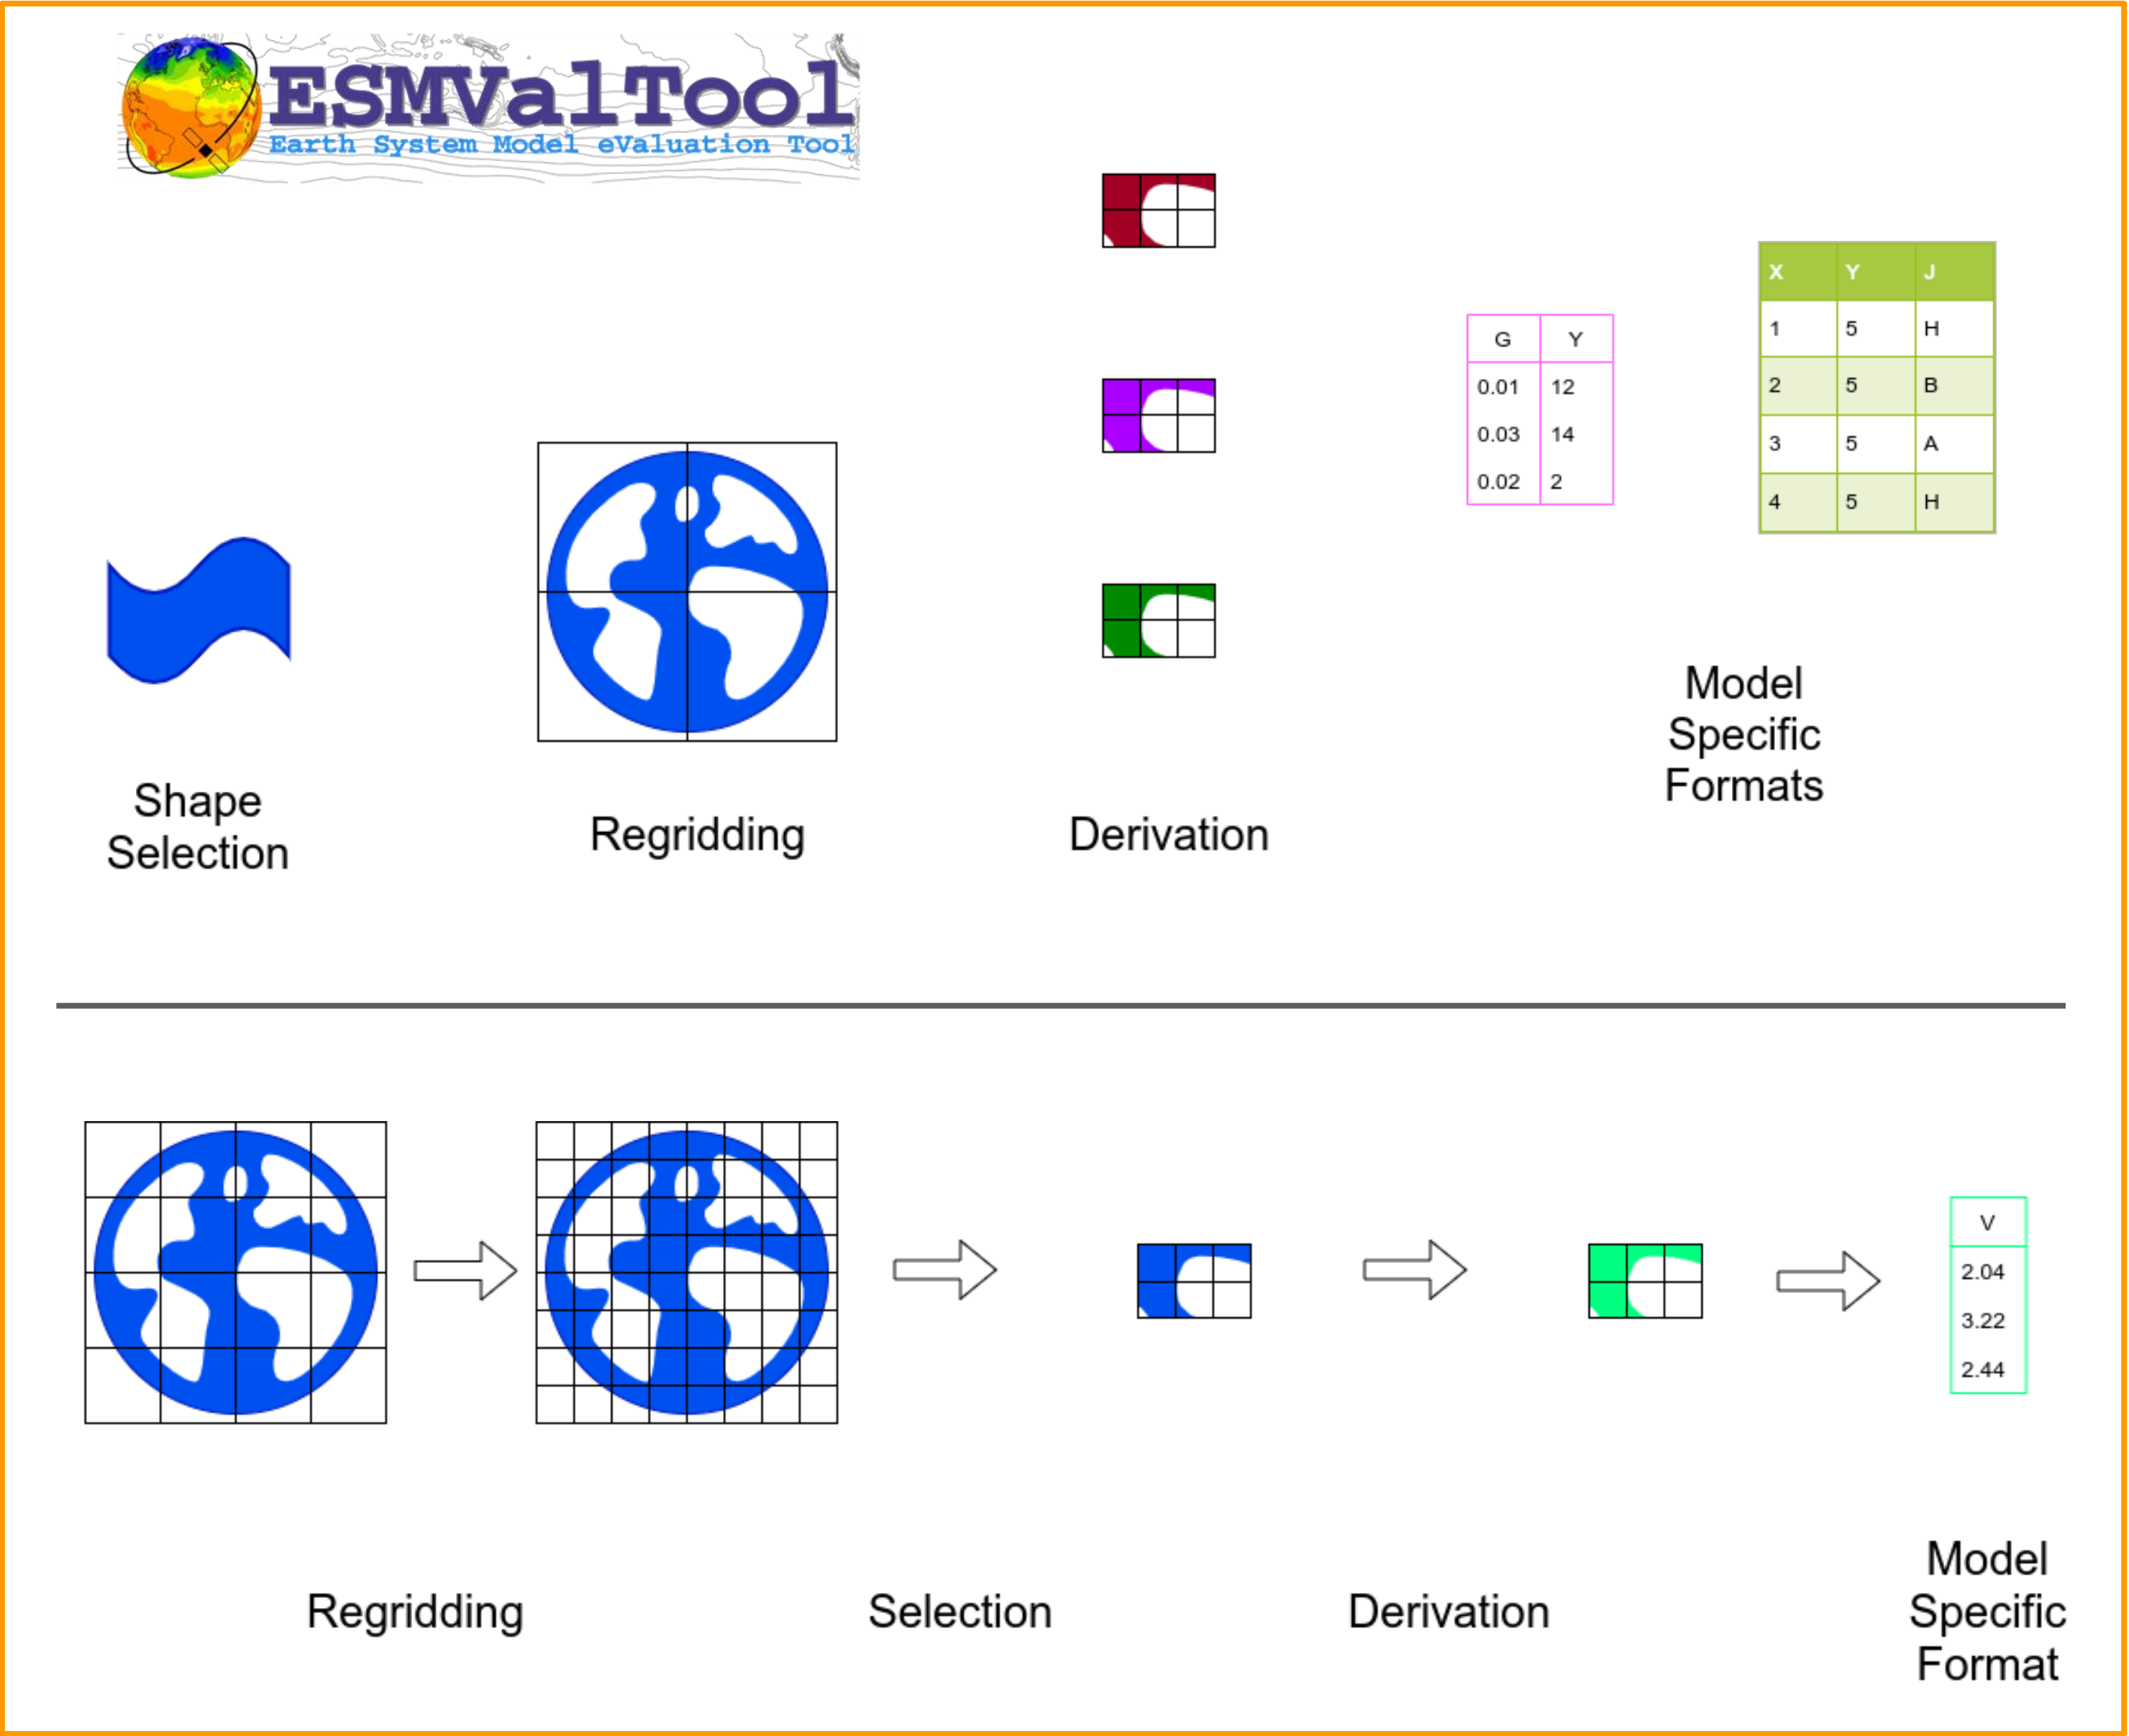 ESMValTool
Earth System Model eValuation Tool
G Y
0.01 12
0.03 14
0.02 2
X Y J
1 5 H
2 5 B
3 5 A
4 5 H
Shape
Selection
Regridding
Derivation
Model
Specific
Formats
V
2.04
3.22
2.44
Regridding
Selection
Derivation
Model
Specific
Format